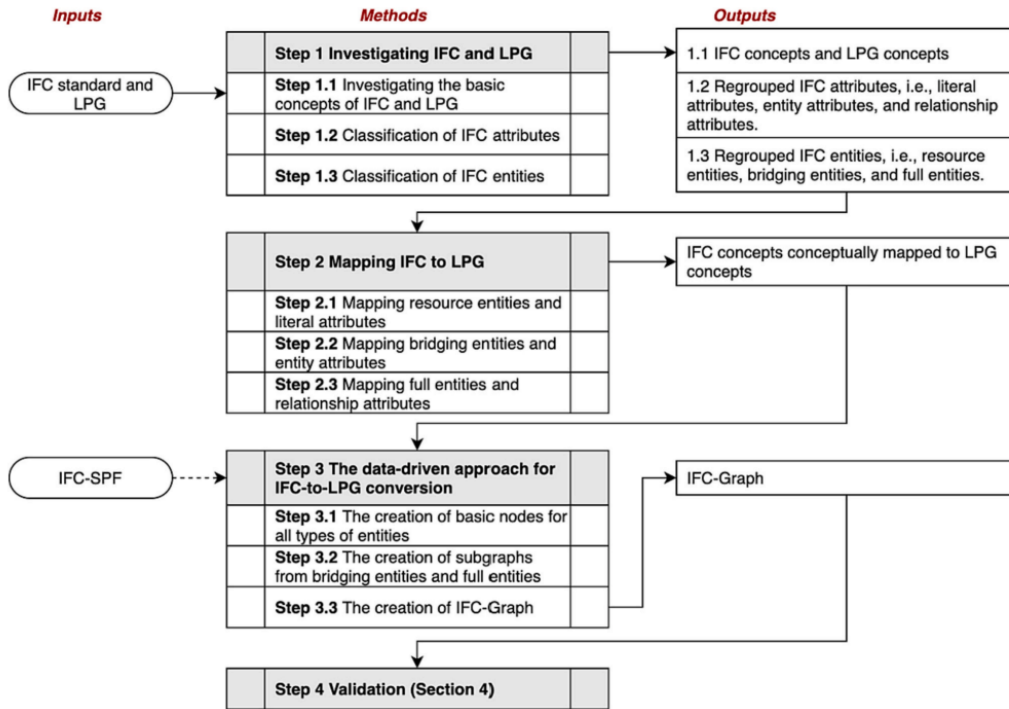 Inputs
Methods
Outputs
IFC standard and
LPG
Step 1 Investigating IFC and LPG
Step 1.1 Investigating the basic
concepts of IFC and LPG
Step 1.2 Classification of IFC attributes
Step 1.3 Classification of IFC entities
1.1 IFC concepts and LPG concepts
1.2 Regrouped IFC attributes, i.e., literal
attributes, entity attributes, and relationship
attributes.
1.3 Regrouped IFC entities, i.e., resource
entities, bridging entities, and full entities.
Step 2 Mapping IFC to LPG
Step 2.1 Mapping resource entities and
literal attributes
Step 2.2 Mapping bridging entities and
entity attributes
Step 2.3 Mapping full entities and
relationship attributes
IFC concepts conceptually mapped to LPG
concepts
IFC-SPF
Step 3 The data-driven approach for
IFC-to-LPG conversion
Step 3.1 The creation of basic nodes for
all types of entities
Step 3.2 The creation of subgraphs
from bridging entities and full entities
Step 3.3 The creation of IFC-Graph
IFC-Graph
Step 4 Validation (Section 4)